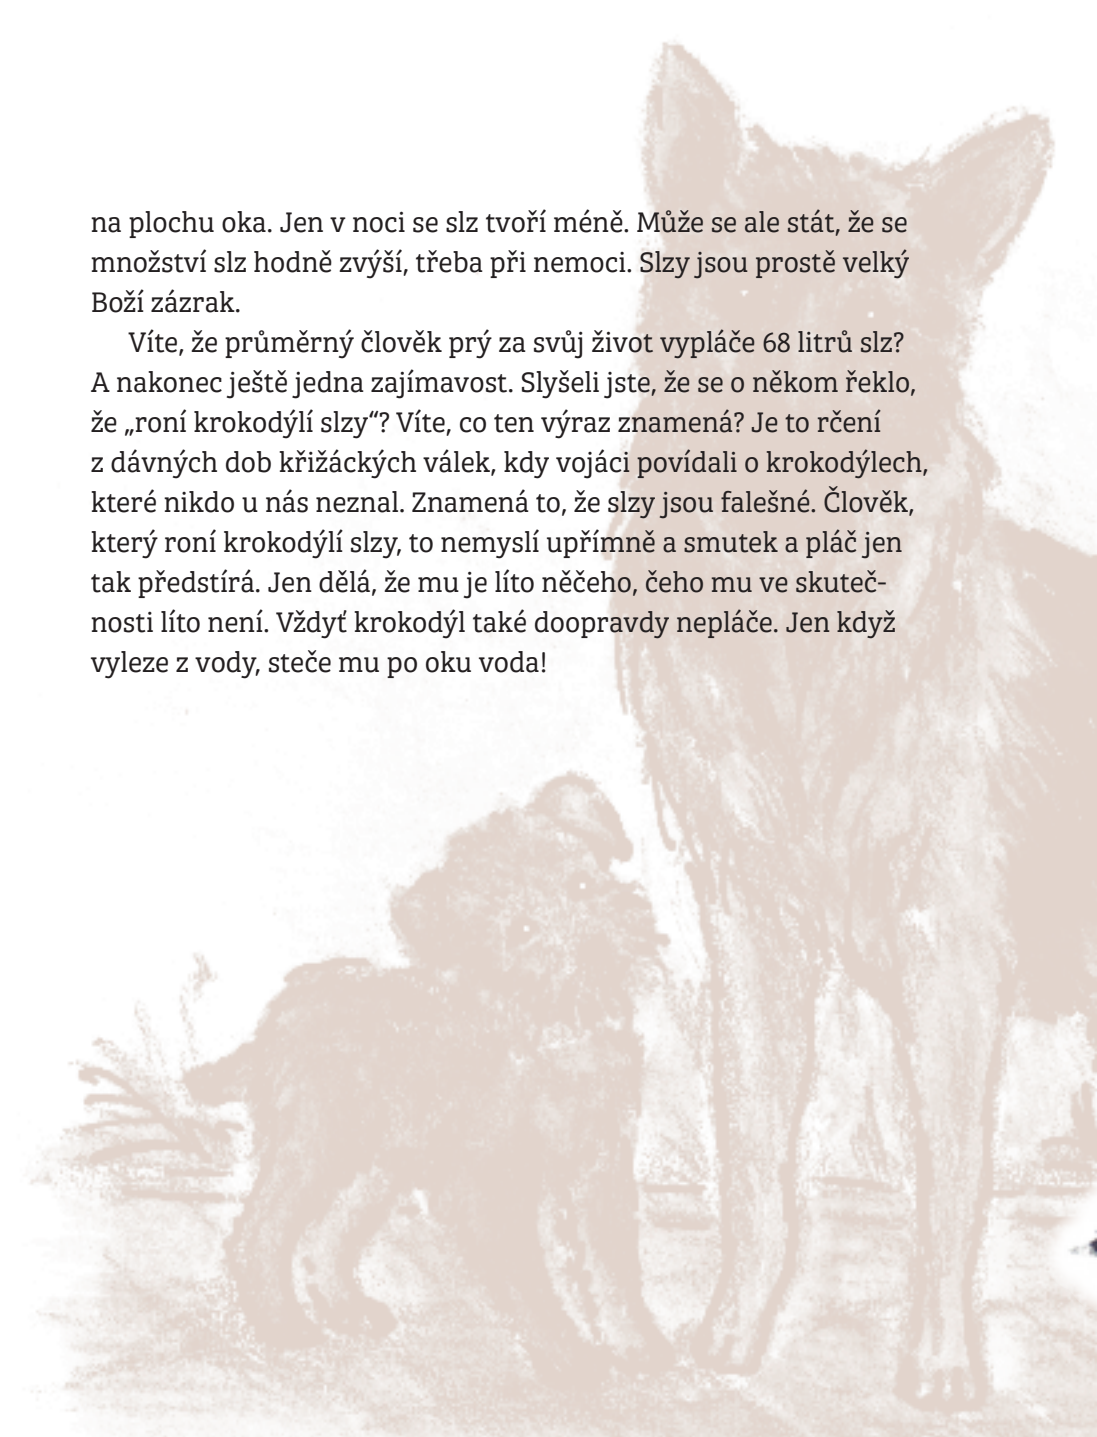 na plochu oka. Jen v noci se slz tvoří méně. Může se ale stát, že se
množství slz hodně zvýší, třeba při nemoci. Slzy jsou prostě velký
Boží zázrak.
Víte, že průměrný člověk prý za svůj život vypláče 68 litrů slz?
A nakonec ještě jedna zajímavost. Slyšeli jste, že se o někom řeklo,
že „roní krokodýlí slzy“? Víte, co ten výraz znamená? Je to rčení
z dávných dob křižáckých válek, kdy vojáci povídali o krokodýlech,
které nikdo u nás neznal. Znamená to, že slzy jsou falešné. Člověk,
který roní krokodýlí slzy, to nemyslí upřímně a smutek a pláč jen
tak předstírá. Jen dělá, že mu je líto něčeho, čeho mu ve skuteč-
nosti líto není. Vždyť krokodýl také doopravdy nepláče. Jen když
vyleze z vody, steče mu po oku voda!